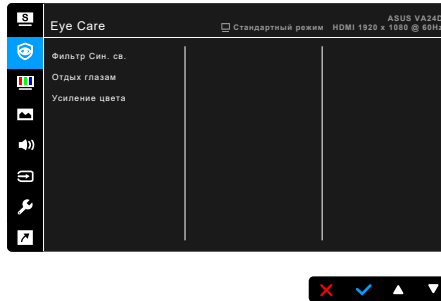 S
Eye Care
ASUS VA24D
Стандартный режим HDMI 1920 x 1080 @ 60Hz
Фильтр Син. св.
Отдых глазам
Усиление цвета